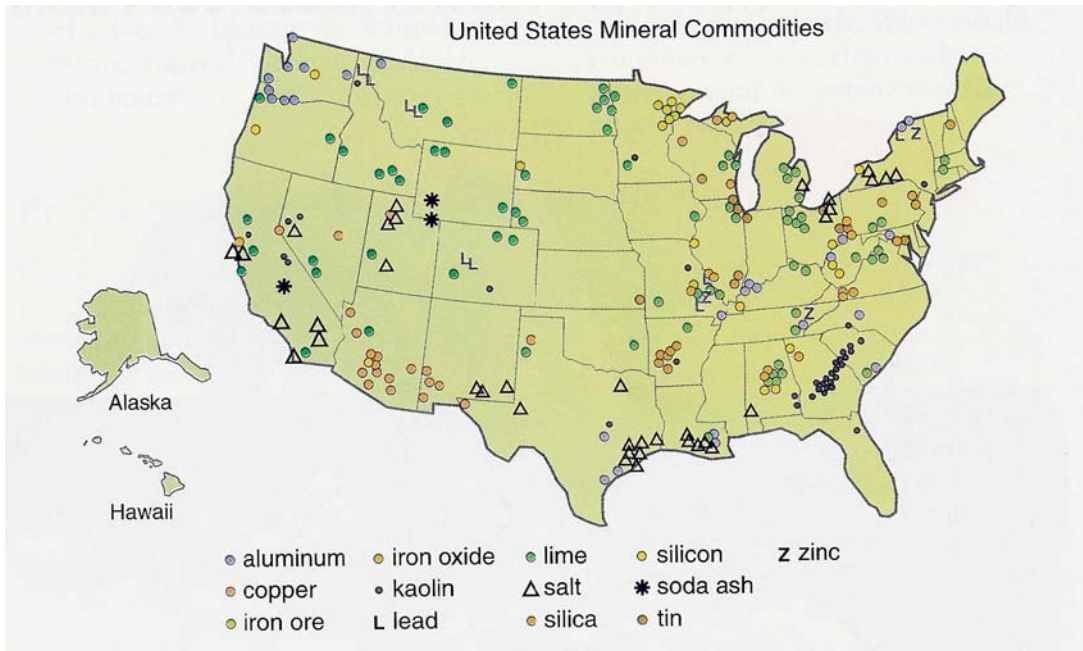 United States Mineral Commodities
L
L
L
L
L
L
L
L
Z
L
Z
L
Z
Alaska
Hawaii
aluminum iron oxide lime silicon Z zinc
copper kaolin salt soda ash
iron ore L lead silica tin